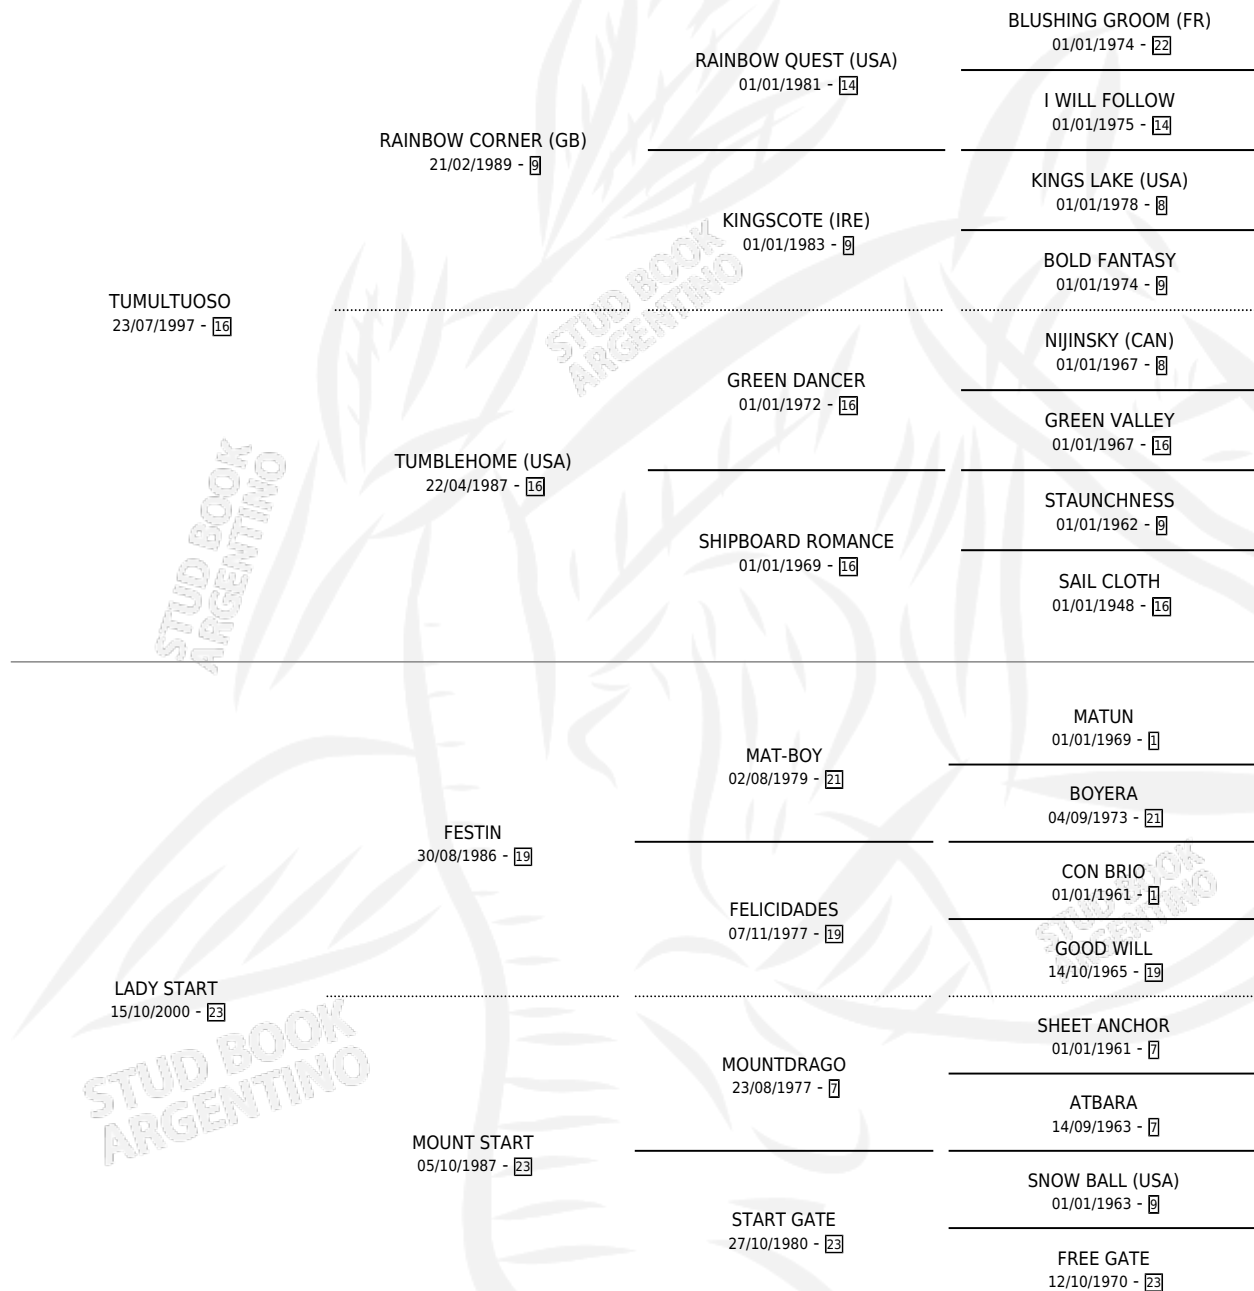 BLUSHING GROOM (FR)
01/01/1974 - 22
RAINBOW QUEST (USA)
01/01/1981 - 14
I WILL FOLLOW
01/01/1975 - 14
RAINBOW CORNER (GB)
21/02/1989 - 9
KINGS LAKE (USA)
01/01/1978 - 8
KINGSCOTE (IRE)
01/01/1983 - 9
BOLD FANTASY
01/01/1974 - 9
TUMULTUOSO
23/07/1997 - 16
NIJINSKY (CAN)
01/01/1967 - 8
GREEN DANCER
01/01/1972 - 16
GREEN VALLEY
01/01/1967 - 16
TUMBLEHOME (USA)
22/04/1987 - 16
STAUNCHNESS
01/01/1962 - 9
SHIPBOARD ROMANCE
01/01/1969 - 16
SAIL CLOTH
01/01/1948 - 16
MATUN
01/01/1969 - 1
MAT-BOY
02/08/1979 - 21
BOYERA
04/09/1973 - 21
FESTIN
30/08/1986 - 19
CON BRIO
01/01/1961 - 1
FELICIDADES
07/11/1977 - 19
GOOD WILL
14/10/1965 - 19
LADY START
15/10/2000 - 23
SHEET ANCHOR
01/01/1961 - 7
MOUNTDRAGO
23/08/1977 - 7
ATBARA
14/09/1963 - 7
MOUNT START
05/10/1987 - 23
SNOW BALL (USA)
01/01/1963 - 9
START GATE
27/10/1980 - 23
FREE GATE
12/10/1970 - 23
STUD BOOK
ARGENTINO
STUD BOOK
ARGENTINO
STUD BOOK
ARGENTINO
STUD BOOK
ARGENTINO